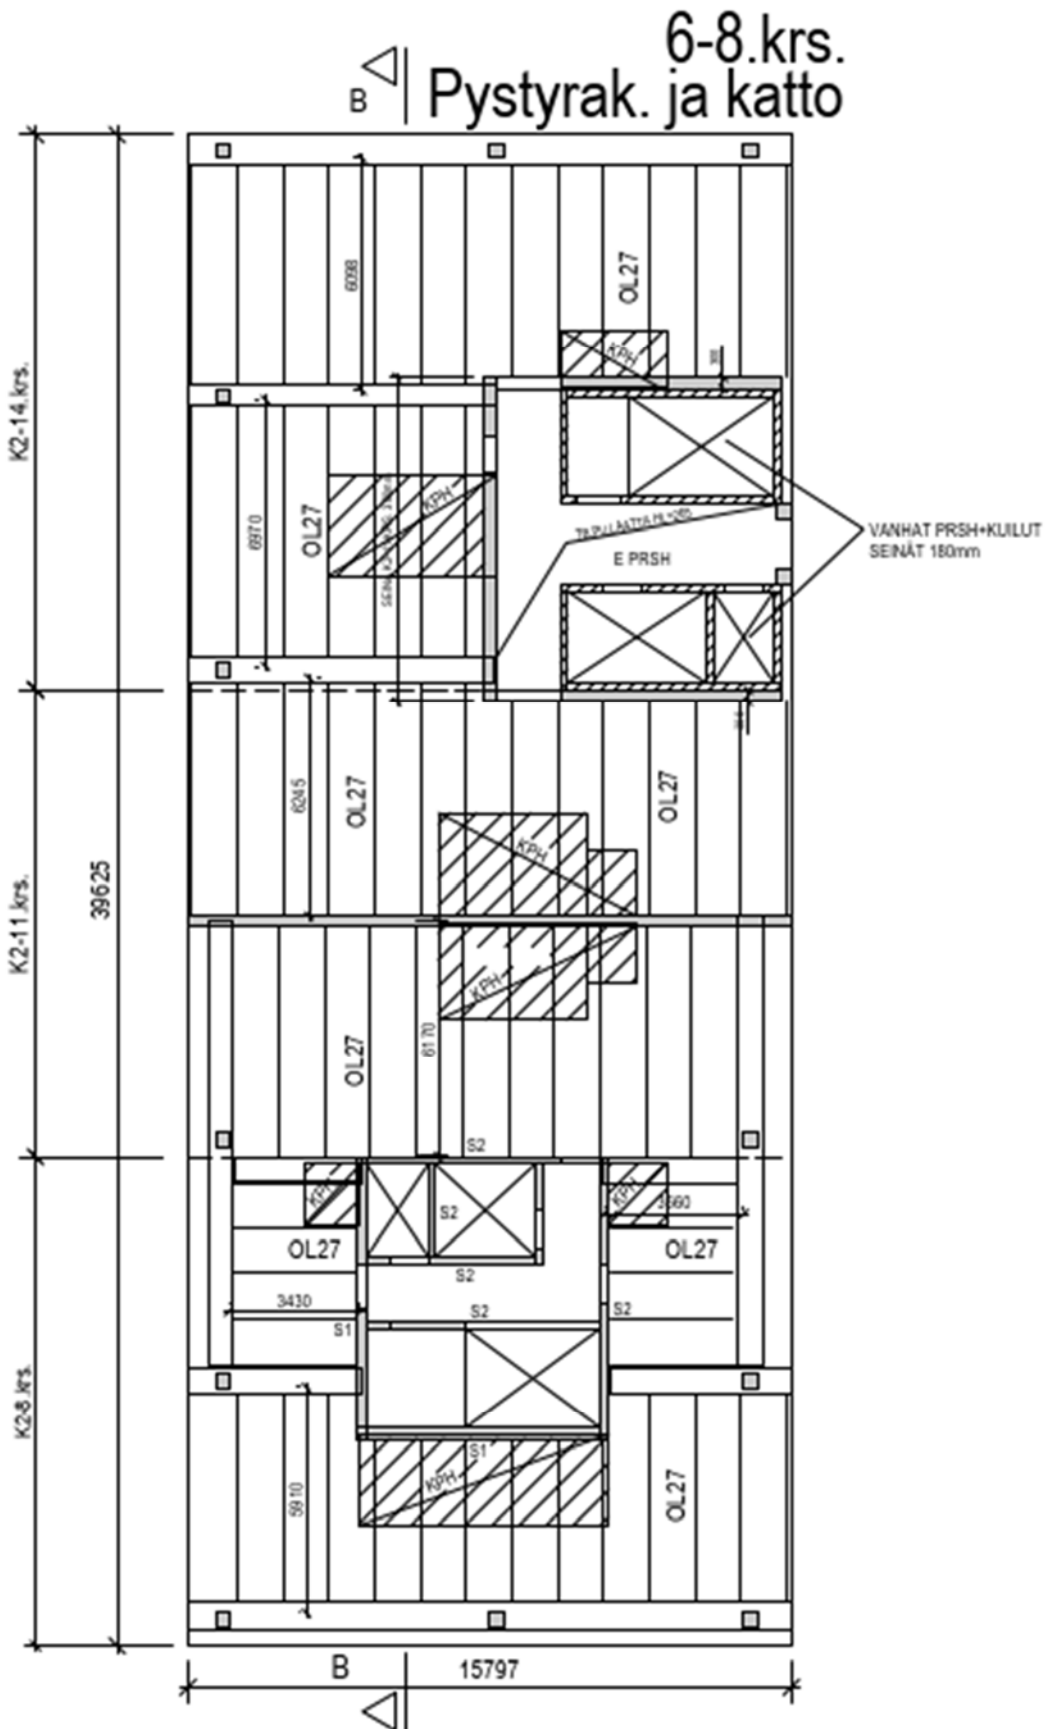 6-8.krs.
Pystyrak. ja katto
B
K2-14.krs.
K2-11.krs.
K2-8.krs.
39625
6098
OL27
KPH
300
6970
OL27
KPH
E PRSH
VANHAT PRSH+KUILUT
SEINÄT 180mm
6245
OL27
OL27
KPH
KPH
OL27
6170
S2
KPH
S2
KPH
3660
OL27
OL27
S2
3430
S2
S2
S1
S1
KPH
5910
OL27
B
15797